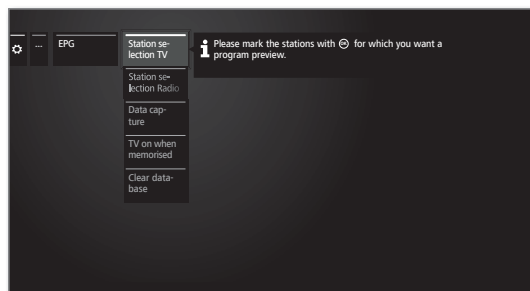 ...
EPG
Station se-
lection TV
Please mark the stations with OK for which you want a
program preview.
Station se-
lection Radio
Data cap-
ture
TV on when
memorised
Clear data-
base